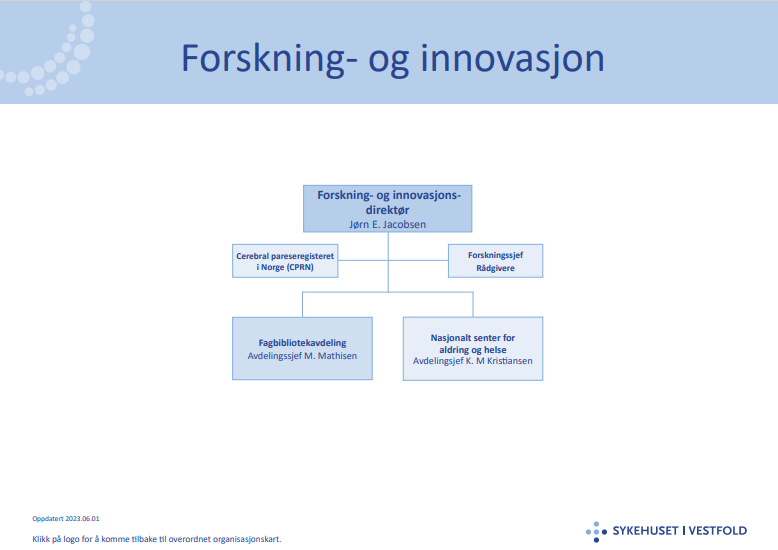 Forskning- og innovasjon
Forskning- og innovasjons-
direktør
Jørn E. Jacobsen
Cerebral pareseregisteret
i Norge (CPRN)
Forskningssjef
Rådgivere
Fagbibliotekavdeling
Avdelingssjef M. Mathisen
Nasjonalt senter for
aldring og helse
Avdelingsjef K. M Kristiansen
Oppdatert 2023.06.01
Klikk på logo for å komme tilbake til overordnet organisasjonskart.
SYKEHUSET I VESTFOLD